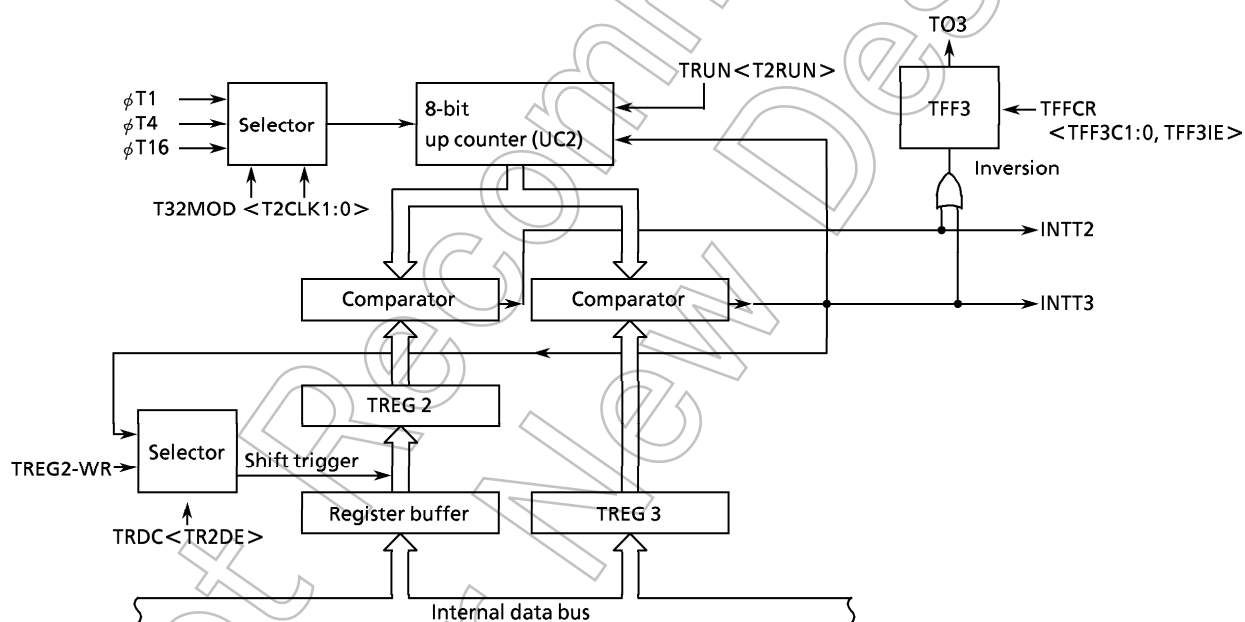 TO3
TRUN<T2RUN>
φT1
φT4
φT16
Selector
8-bit
up counter (UC2)
TFF3
TFFCR
<TFF3C1:0, TFF3IE>
Inversion
T32MOD <T2CLK1:0>
INTT2
Comparator
Comparator
INTT3
TREG 2
Selector
TREG2-WR
Shift trigger
Register buffer
TREG 3
TRDC<TR2DE>
Internal data bus